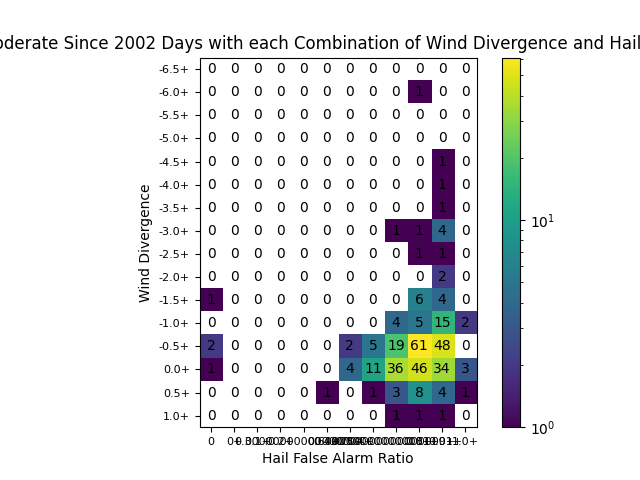 oderate Since 2002 Days with each Combination of Wind Divergence and Hail
-6.5+ 0 0 0 0 0 0 0 0 0 0 0 0
-6.0+ 0 0 0 0 0 0 0 0 0 1 0 0
-5.5+ 0 0 0 0 0 0 0 0 0 0 0 0
-5.0+ 0 0 0 0 0 0 0 0 0 0 0 0
-4.5+ 0 0 0 0 0 0 0 0 0 0 1 0
-4.0+ 0 0 0 0 0 0 0 0 0 0 1 0
-3.5+ 0 0 0 0 0 0 0 0 0 0 1 0
-3.0+ 0 0 0 0 0 0 0 0 1 1 4 0
-2.5+ 0 0 0 0 0 0 0 0 0 1 1 0
-2.0+ 0 0 0 0 0 0 0 0 0 0 2 0
-1.5+ 1 0 0 0 0 0 0 0 0 6 4 0
-1.0+ 0 0 0 0 0 0 0 0 4 5 15 2
-0.5+ 2 0 0 0 0 0 2 5 19 61 48 0
0.0+ 1 0 0 0 0 0 4 11 36 46 34 3
0.5+ 0 0 0 0 0 1 0 1 3 8 4 1
1.0+ 0 0 0 0 0 0 0 0 1 1 1 0
0
Hail False Alarm Ratio
Wind Divergence
10¹
10⁰